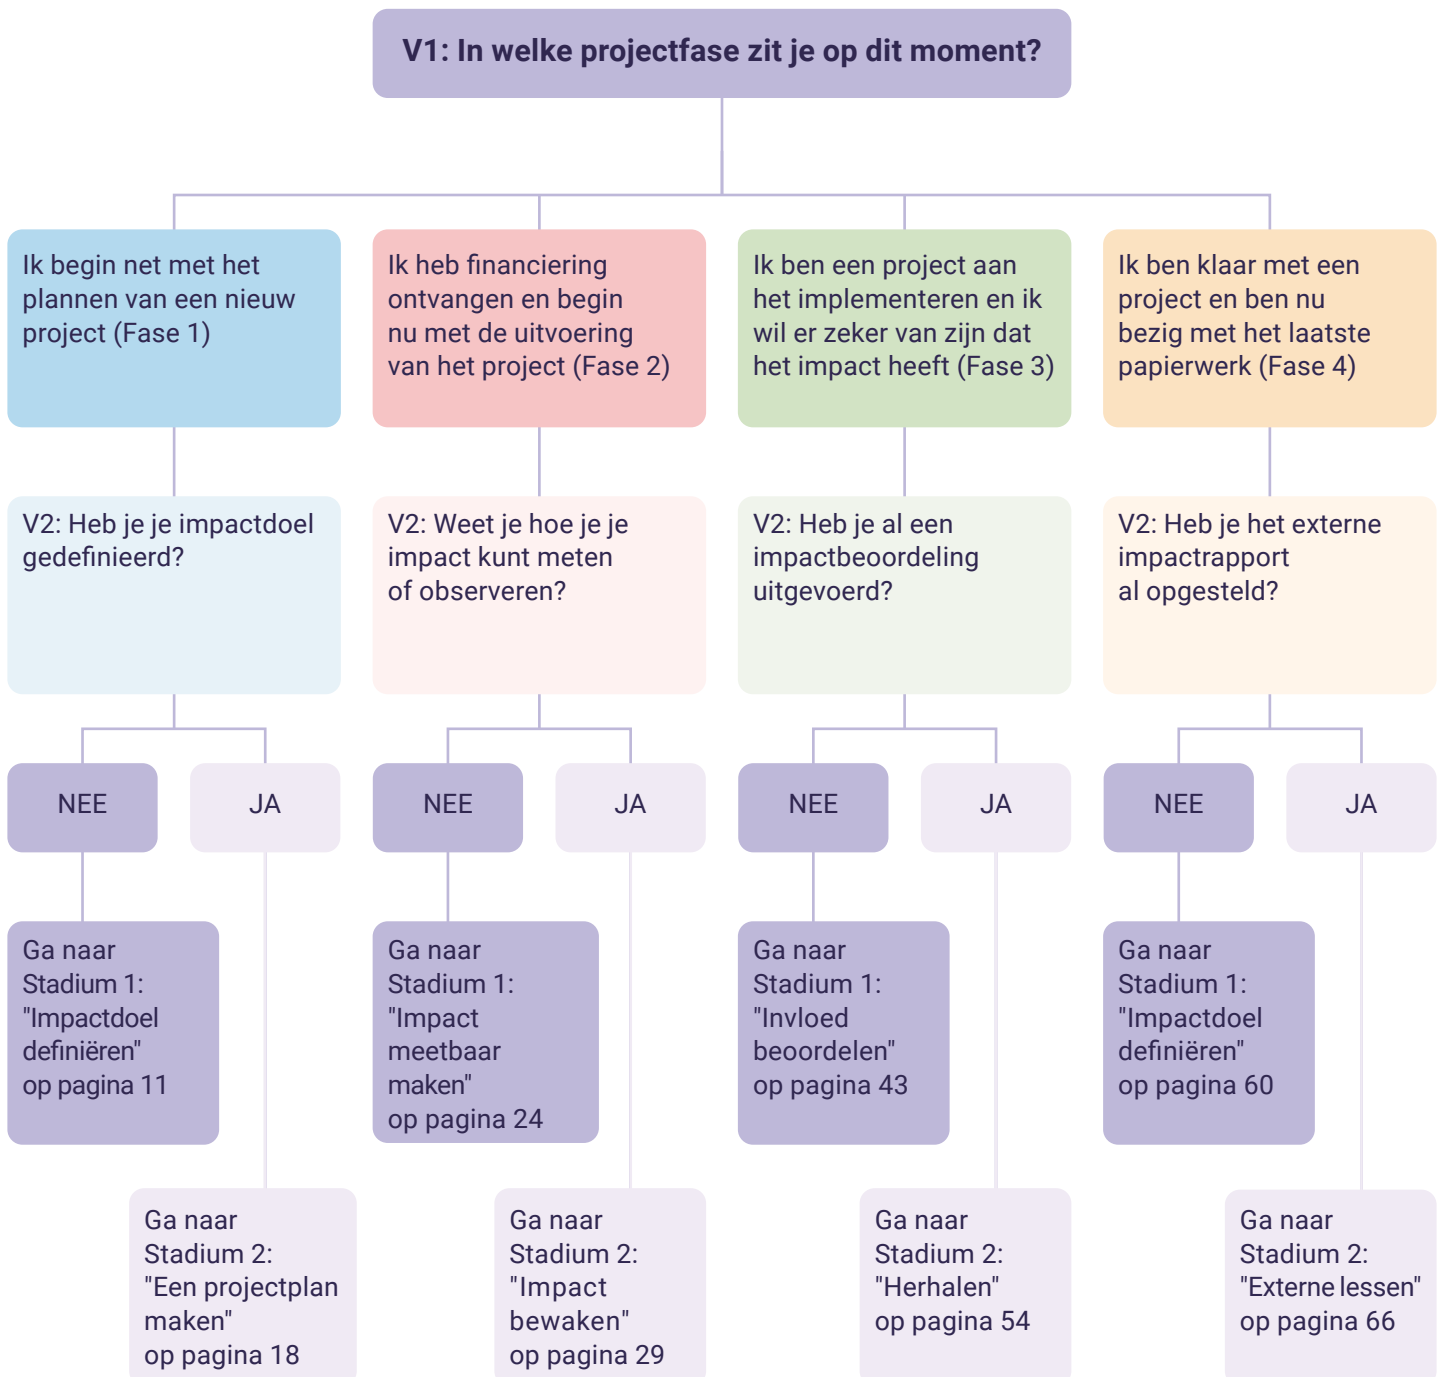 V1: In welke projectfase zit je op dit moment?
Ik begin net met het
plannen van een nieuw
project (Fase 1)
Ik heb financiering
ontvangen en begin
nu met de uitvoering
van het project (Fase 2)
Ik ben een project aan
het implementeren en ik
wil er zeker van zijn dat
het impact heeft (Fase 3)
Ik ben klaar met een
project en ben nu
bezig met het laatste
papierwerk (Fase 4)
V2: Heb je je impactdoel
gedefinieerd?
V2: Weet je hoe je je
impact kunt meten
of observeren?
V2: Heb je al een
impactbeoordeling
uitgevoerd?
V2: Heb je het externe
impactrapport
al opgesteld?
NEE
JA
NEE
JA
NEE
JA
NEE
JA
Ga naar
Stadium 1:
"Impactdoel
definiëren"
op pagina 11
Ga naar
Stadium 1:
"Impact
meetbaar
maken"
op pagina 24
Ga naar
Stadium 1:
"Invloed
beoordelen"
op pagina 43
Ga naar
Stadium 1:
"Impactdoel
definiëren"
op pagina 60
Ga naar
Stadium 2:
"Een projectplan
maken"
op pagina 18
Ga naar
Stadium 2:
"Impact
bewaken"
op pagina 29
Ga naar
Stadium 2:
"Herhalen"
op pagina 54
Ga naar
Stadium 2:
"Externe lessen"
op pagina 66